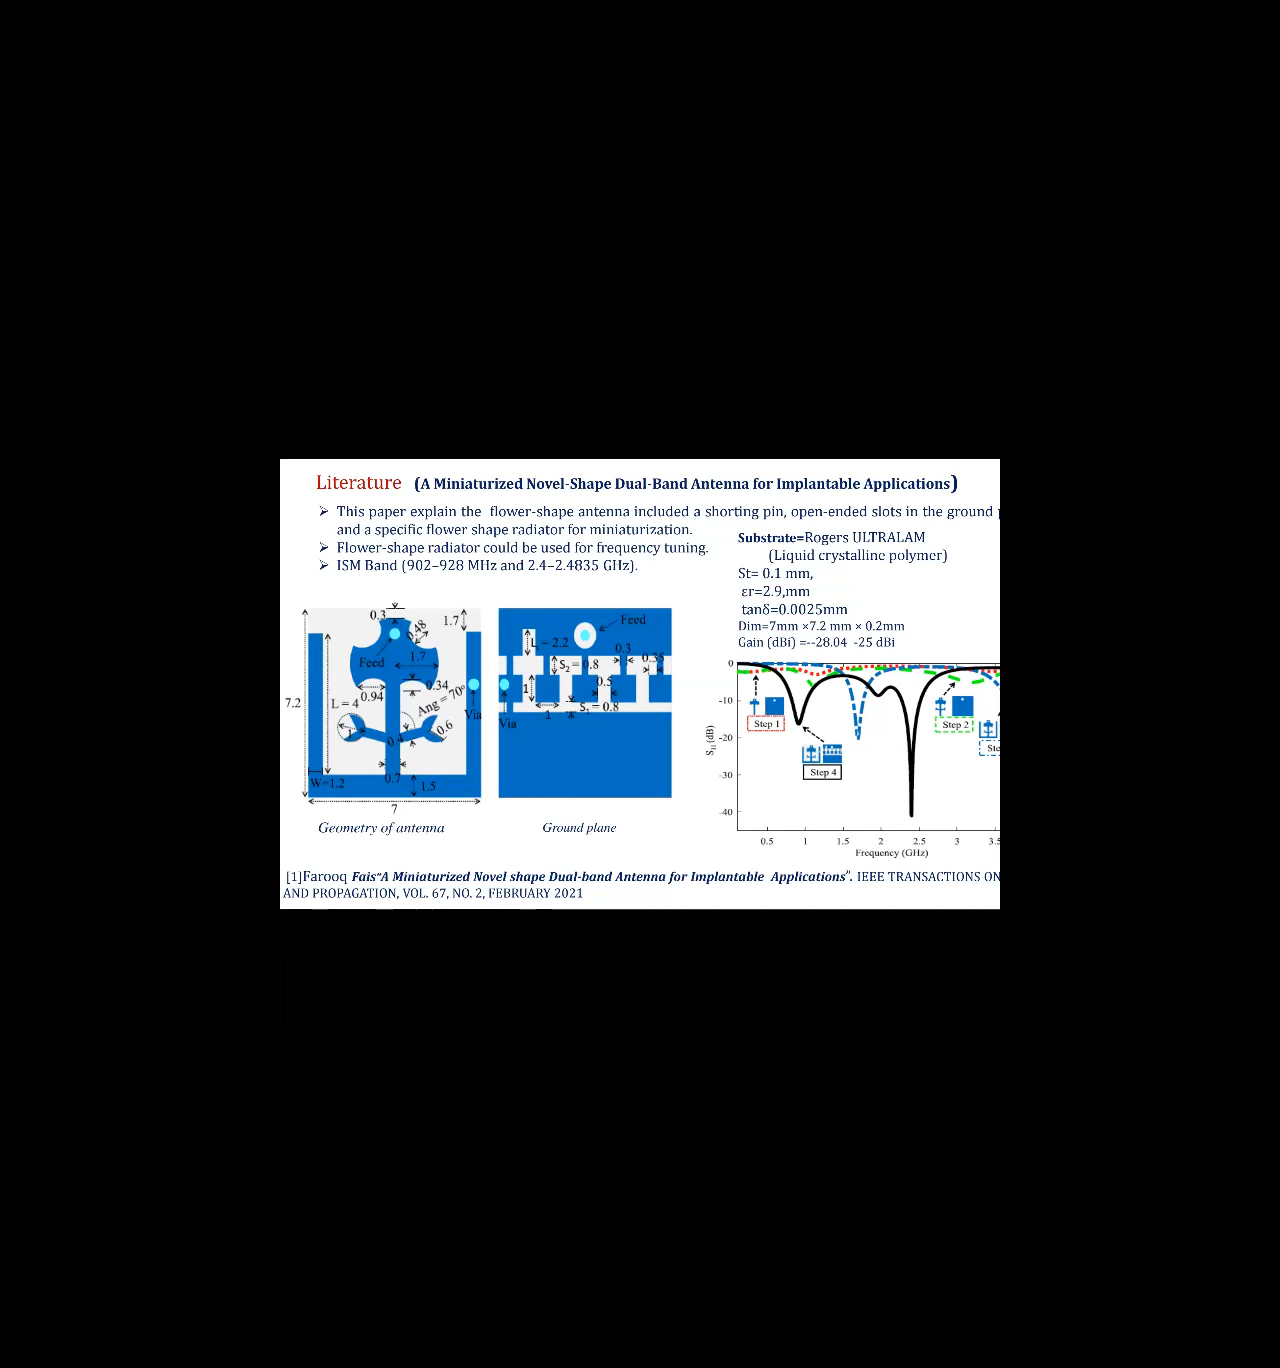 Literature (A Miniaturized Novel-Shape Dual-Band Antenna for Implantable Applications)
➢ This paper explain the flower-shape antenna included a shorting pin, open-ended slots in the ground
and a specific flower shape radiator for miniaturization.
➢ Flower-shape radiator could be used for frequency tuning.
➢ ISM Band (902–928 MHz and 2.4–2.4835 GHz).
Substrate=Rogers ULTRALAM
(Liquid crystalline polymer)
St= 0.1 mm,
εr=2.9,mm
tanδ=0.0025mm
Dim=7mm ×7.2 mm × 0.2mm
Gain (dBi) =--28.04 -25 dBi
0.3
0.48
1.7
Feed
1.7
0.34
0.94
Ang = 70°
7.2
L = 4
Via
1
0.4
0.6
W=1.2
0.7
1.5
7
Geometry of antenna
Feed
= 2.2
0.3
0.35
S2 = 0.8
1
0.5
1
S1 = 0.8
Via
Ground plane
0
-10
-20
-30
-40
S11 (dB)
Step 1
Step 2
Step 4
0.5 1 1.5 2 2.5 3 3.5
Frequency (GHz)
[1]Farooq Fais“A Miniaturized Novel shape Dual-band Antenna for Implantable Applications”. IEEE TRANSACTIONS ON
AND PROPAGATION, VOL. 67, NO. 2, FEBRUARY 2021